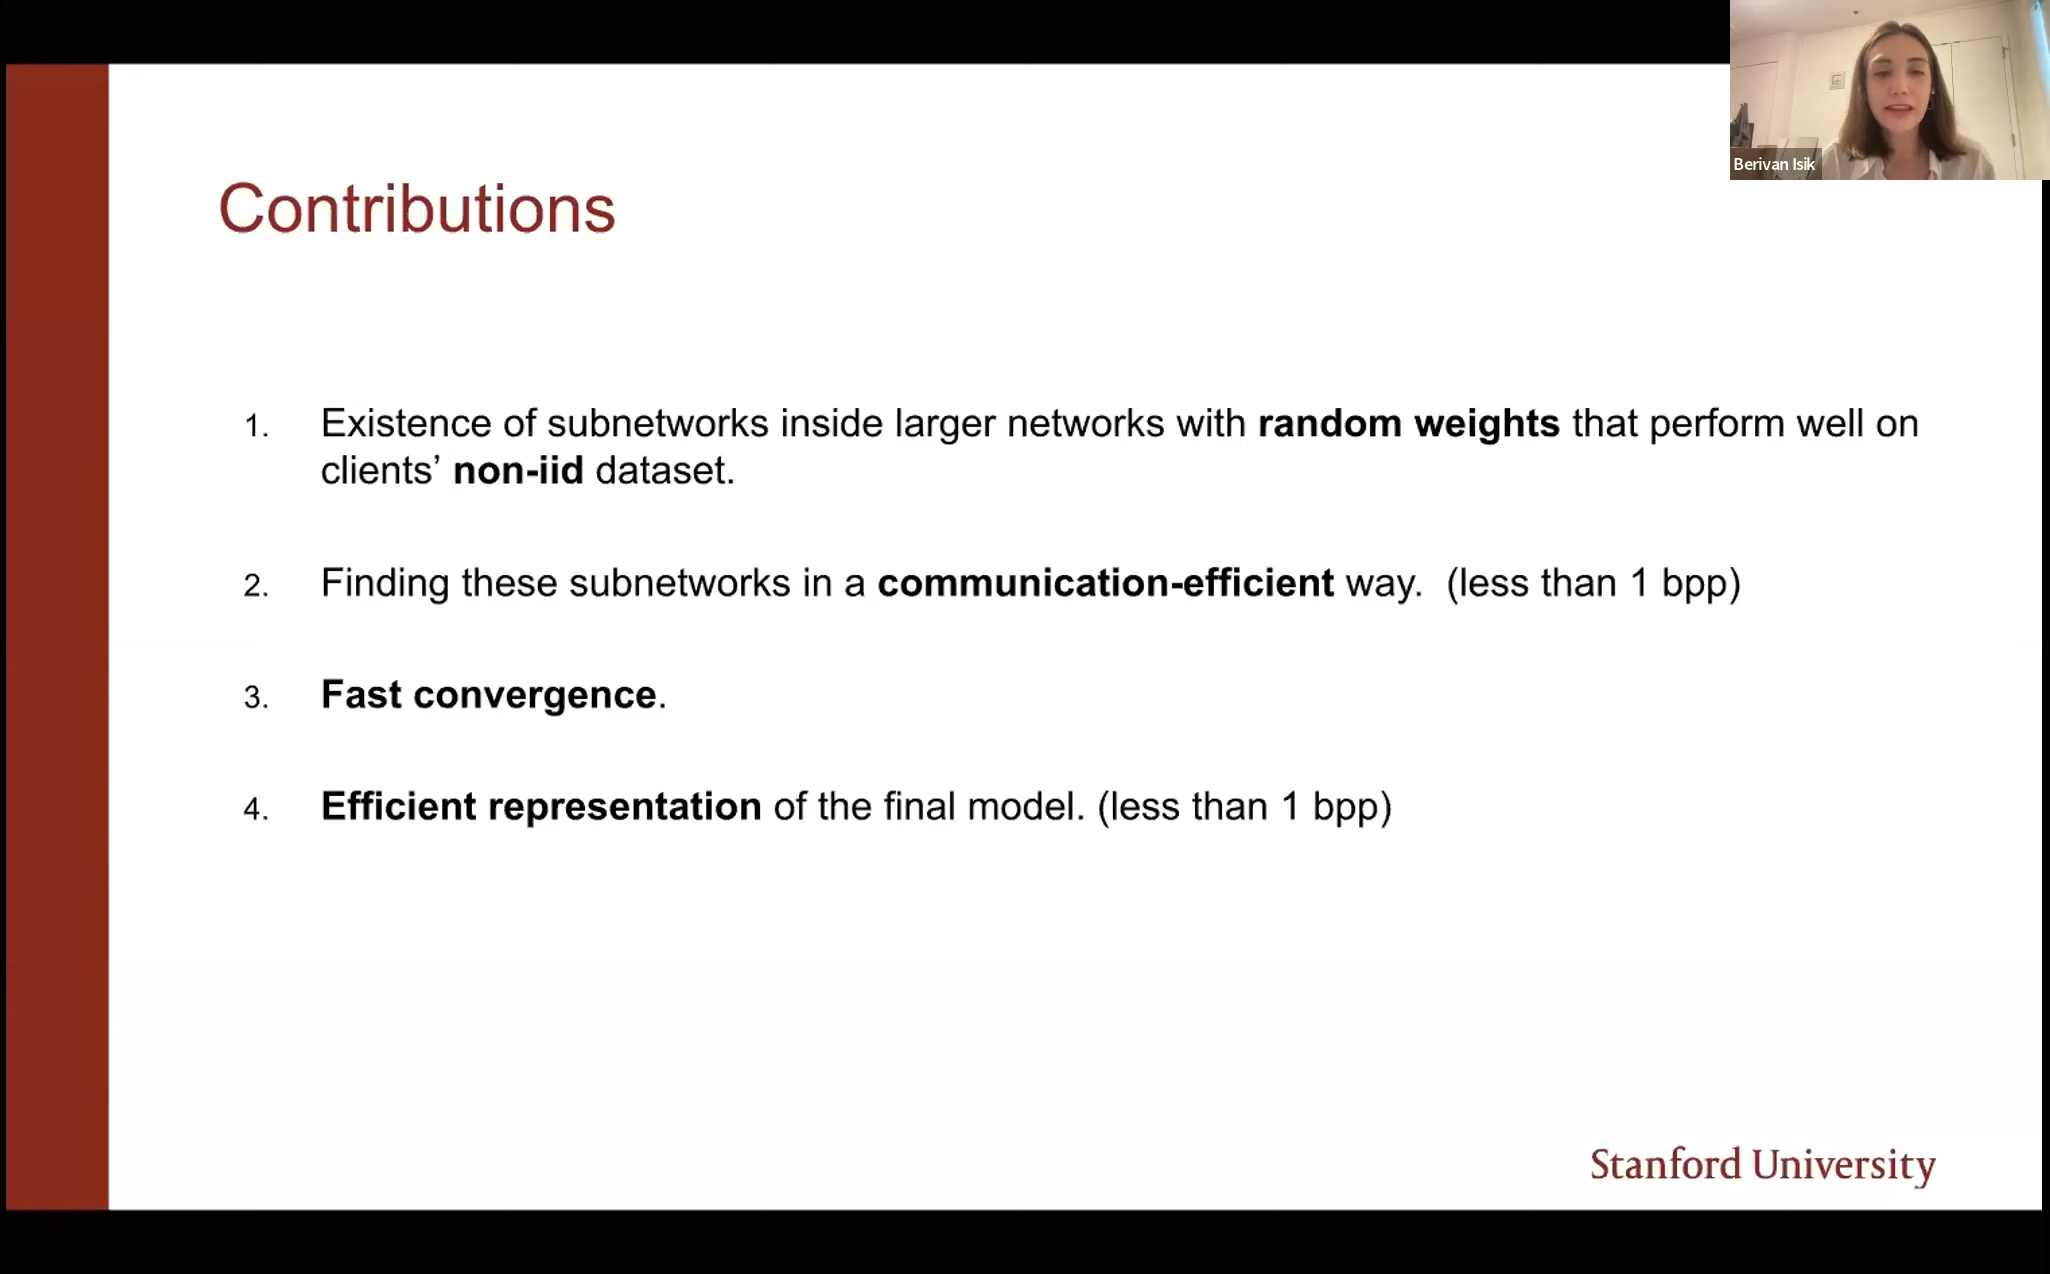 Berivan Isik
Contributions
1. Existence of subnetworks inside larger networks with random weights that perform well on
clients’ non-iid dataset.
2. Finding these subnetworks in a communication-efficient way. (less than 1 bpp)
3. Fast convergence.
4. Efficient representation of the final model. (less than 1 bpp)
Stanford University